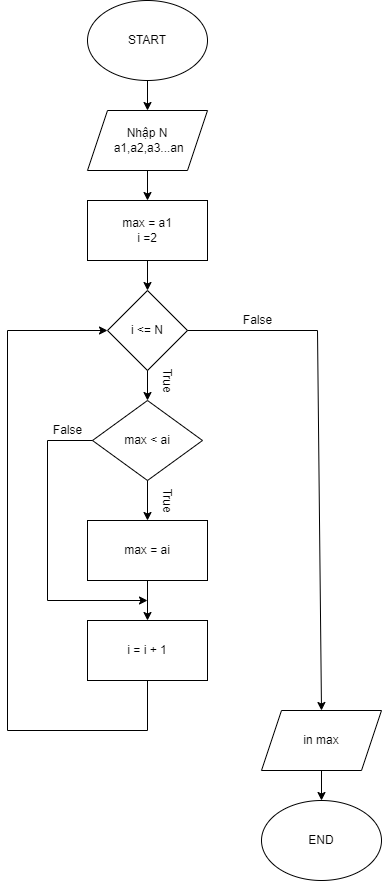 START
Nhập N
a1,a2,a3...an
max = a1
i =2
i <= N
False
True
max < ai
False
True
max = ai
i = i + 1
in max
END